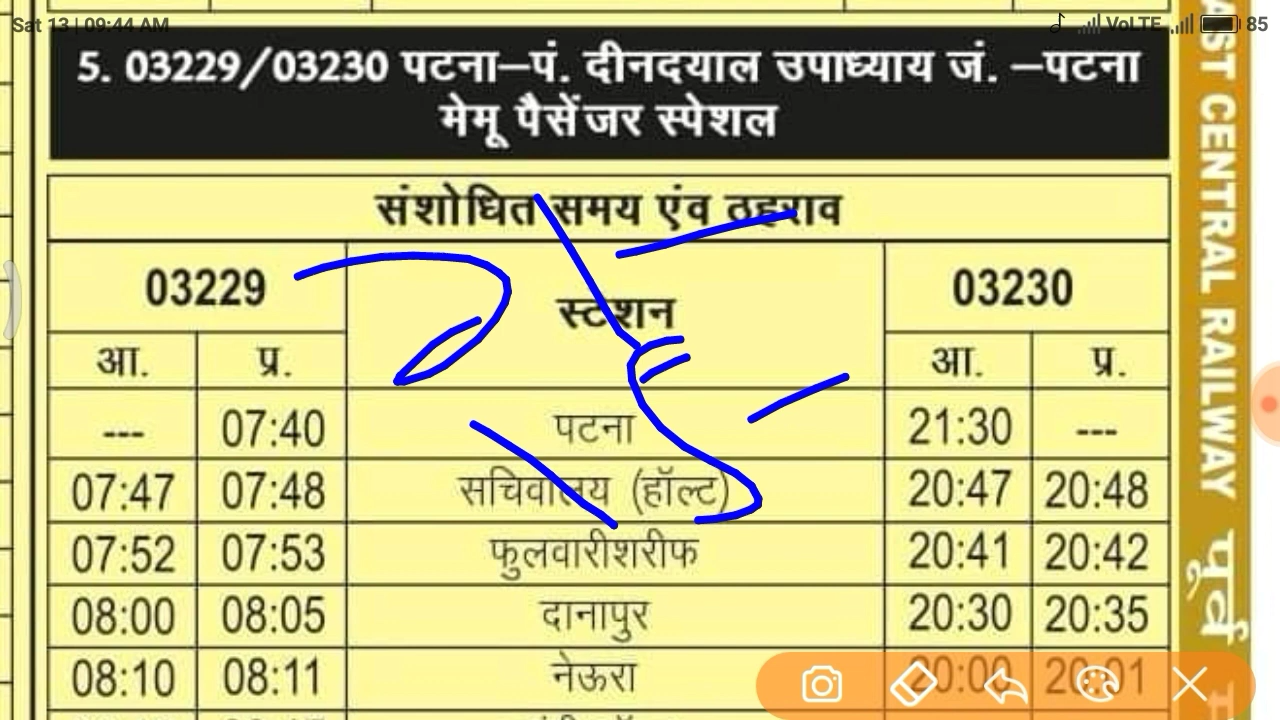 Sat 13 | 09:44 AM VoLTE 85
5. 03229/03230 पटना–पं. दीनदयाल उपाध्याय जं. –पटना
मेमू पैसेंजर स्पेशल
संशोधित समय एंव ठहराव
03229 स्टेशन 03230
आ. प्र. आ. प्र.
--- 07:40 पटना 21:30 ---
07:47 07:48 सचिवालय (हॉल्ट) 20:47 20:48
07:52 07:53 फुलवारीशरीफ 20:41 20:42
08:00 08:05 दानापुर 20:30 20:35
08:10 08:11 नेऊरा 20:00 20:01
EAST CENTRAL RAILWAY पूर्व